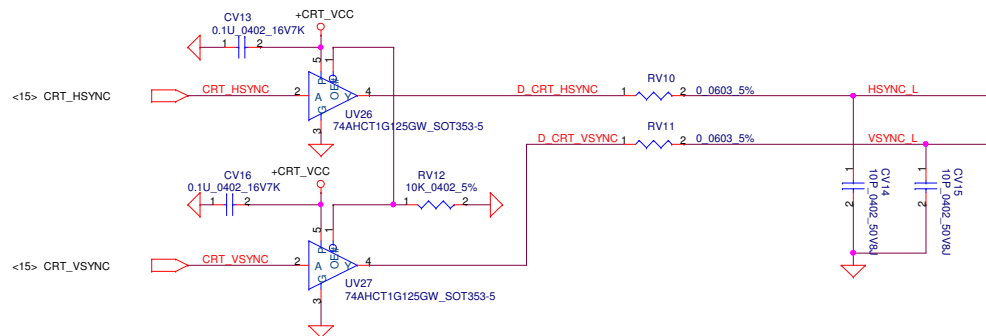 CV13
+CRT_VCC
0.1U_0402_16V7K
1
2
5
1
<15> CRT_HSYNC
CRT_HSYNC
2
A
P
G
OE#
Y
4
D_CRT_HSYNC
1
RV10
2
0_0603_5%
HSYNC_L
3
UV26
74AHCT1G125GW_SOT353-5
D_CRT_VSYNC
1
RV11
2
0_0603_5%
VSYNC_L
CV16
+CRT_VCC
0.1U_0402_16V7K
1
2
RV12
10K_0402_5%
1
2
1
2
CV14
10P_0402_50V8J
1
2
CV15
10P_0402_50V8J
5
1
<15> CRT_VSYNC
CRT_VSYNC
2
A
P
G
OE#
Y
4
3
UV27
74AHCT1G125GW_SOT353-5